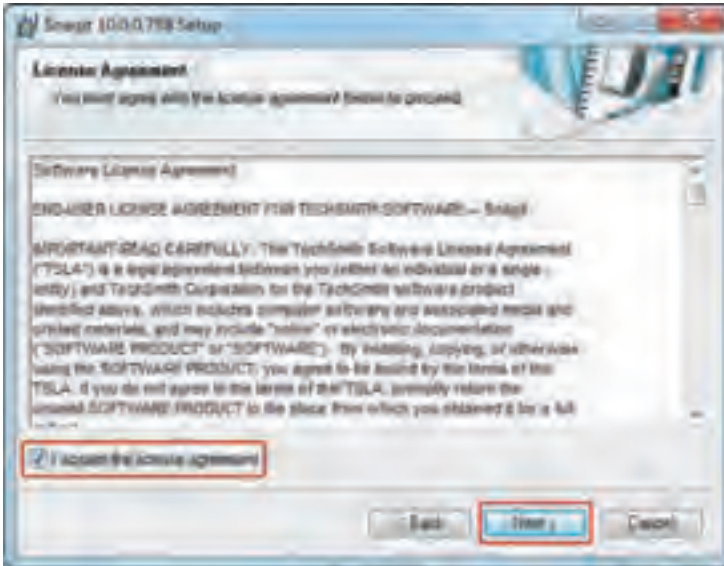 Snagit 10.0.0.788 Setup
License Agreement
You must agree with the license agreement below to proceed.
Software License Agreement
END-USER LICENSE AGREEMENT FOR TECHSMITH SOFTWARE – SnagIt
IMPORTANT-READ CAREFULLY: This TechSmith Software License Agreement
("TSLA") is a legal agreement between you (either an individual or a single
entity) and TechSmith Corporation for the TechSmith software product
identified above, which includes computer software and associated media and
printed materials, and may include "online" or electronic documentation
("SOFTWARE PRODUCT" or "SOFTWARE"). By installing, copying, or otherwise
using the SOFTWARE PRODUCT, you agree to be bound by the terms of this
TSLA. If you do not agree to the terms of this TSLA, promptly return the
unused SOFTWARE PRODUCT to the place from which you obtained it for a full
I accept the license agreement
Back
Next >
Cancel